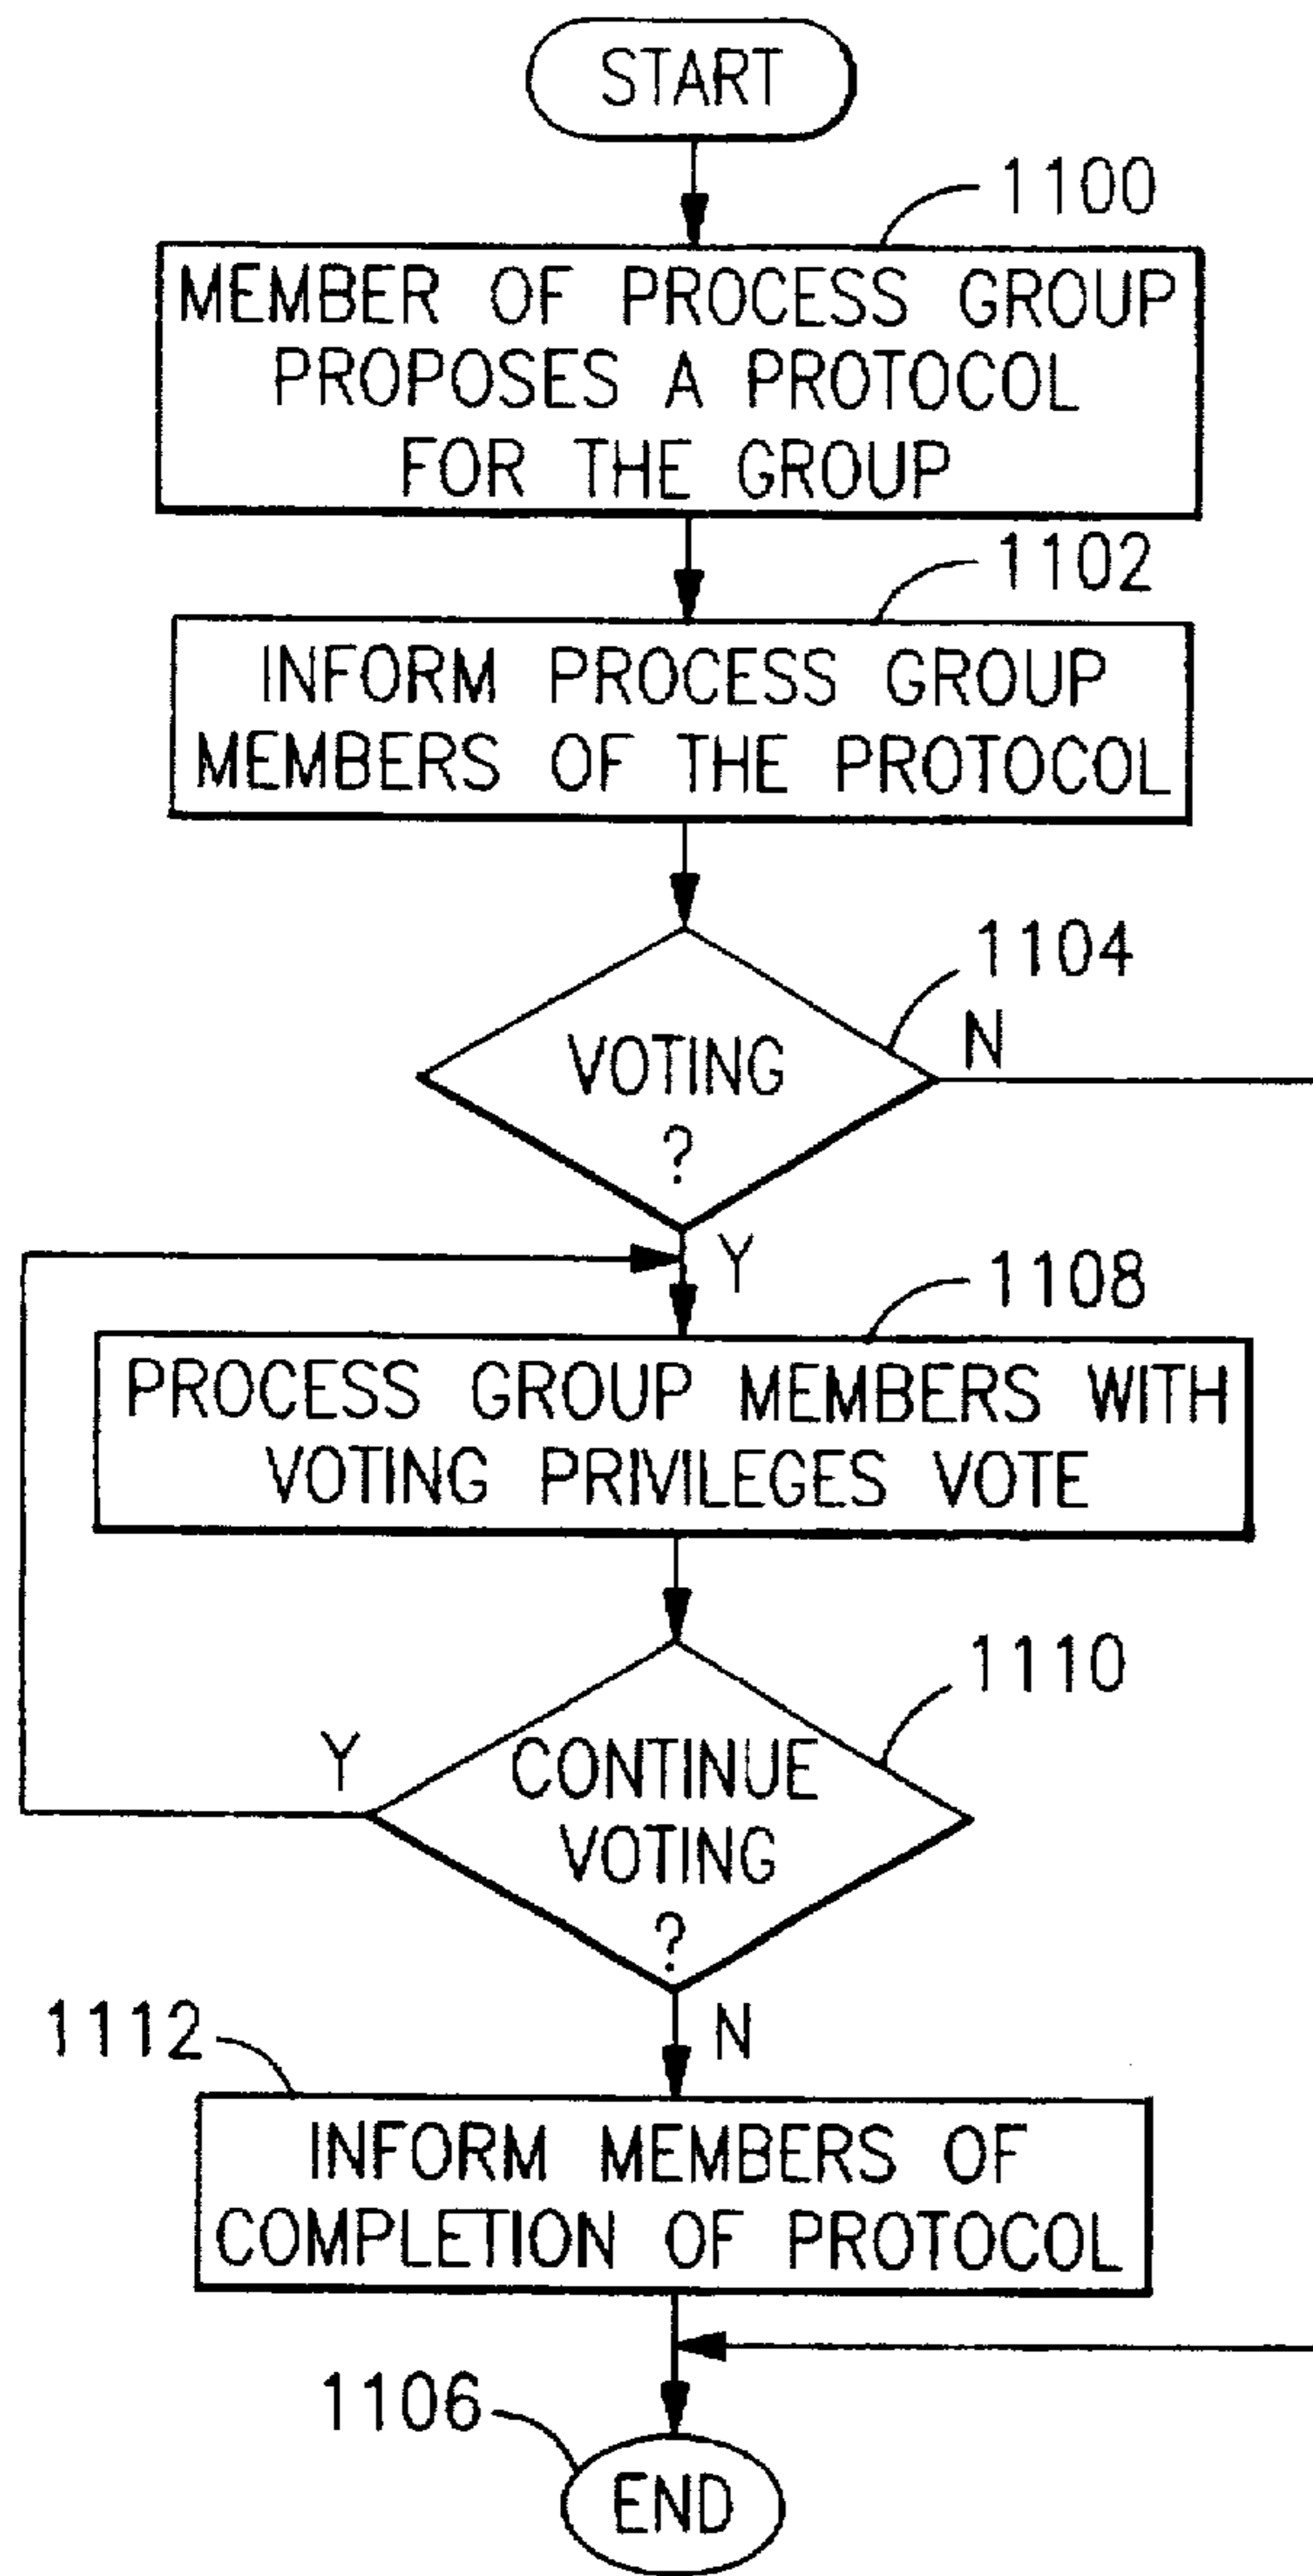 START
1100
MEMBER OF PROCESS GROUP
PROPOSES A PROTOCOL
FOR THE GROUP
1102
INFORM PROCESS GROUP
MEMBERS OF THE PROTOCOL
1104
VOTING
?
N
Y
1108
PROCESS GROUP MEMBERS WITH
VOTING PRIVILEGES VOTE
1110
CONTINUE
VOTING
?
Y
N
1112
INFORM MEMBERS OF
COMPLETION OF PROTOCOL
1106
END